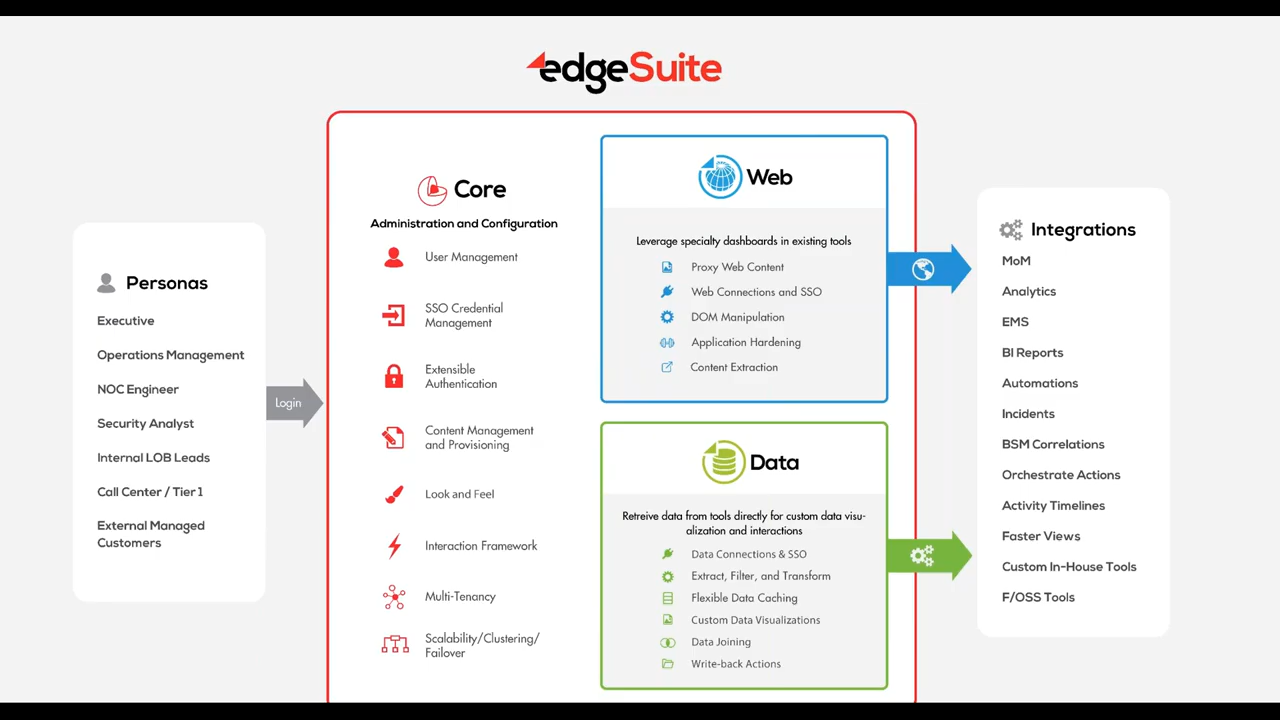 edgeSuite
Personas
Executive
Operations Management
NOC Engineer
Security Analyst
Internal LOB Leads
Call Center / Tier 1
External Managed
Customers
Login
Core
Administration and Configuration
User Management
SSO Credential
Management
Extensible
Authentication
Content Management
and Provisioning
Look and Feel
Interaction Framework
Multi-Tenancy
Scalability/Clustering/
Failover
Web
Leverage specialty dashboards in existing tools
Proxy Web Content
Web Connections and SSO
DOM Manipulation
Application Hardening
Content Extraction
Data
Retreive data from tools directly for custom data visu-
alization and interactions
Data Connections & SSO
Extract, Filter, and Transform
Flexible Data Caching
Custom Data Visualizations
Data Joining
Write-back Actions
Integrations
MoM
Analytics
EMS
BI Reports
Automations
Incidents
BSM Correlations
Orchestrate Actions
Activity Timelines
Faster Views
Custom In-House Tools
F/OSS Tools